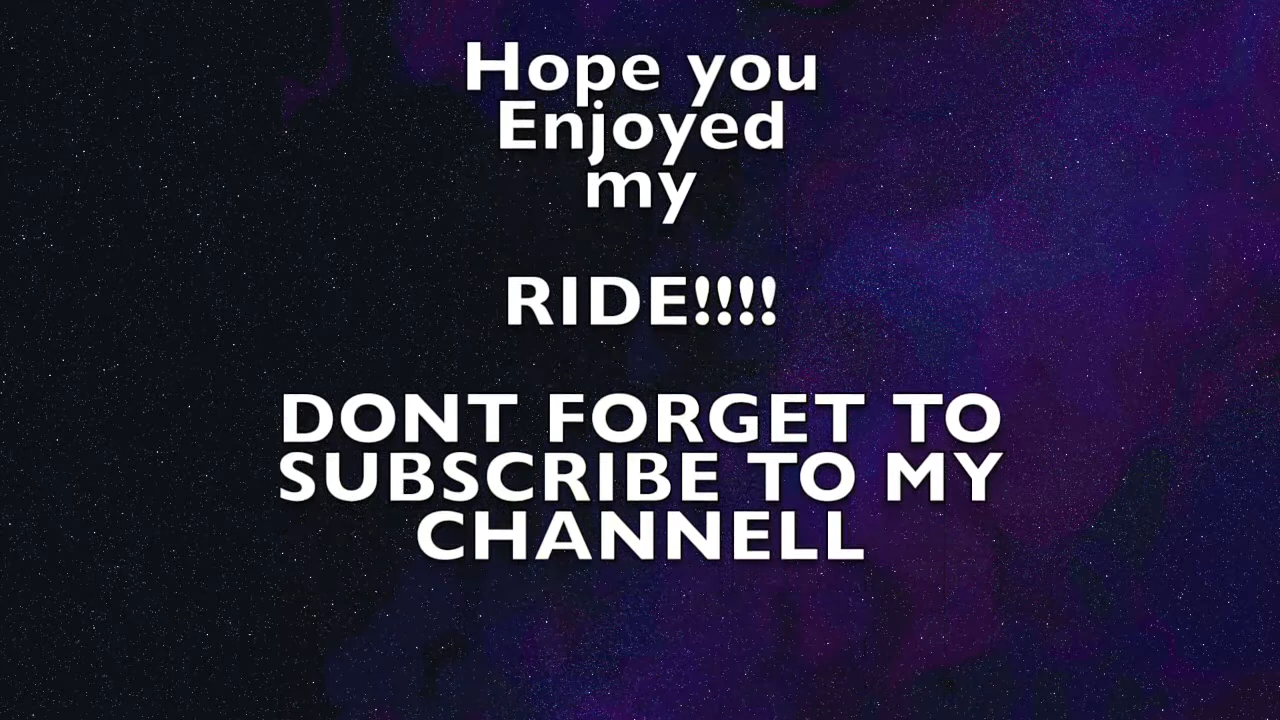 Hope you
Enjoyed
my
RIDE!!!!
DONT FORGET TO
SUBSCRIBE TO MY
CHANNELL